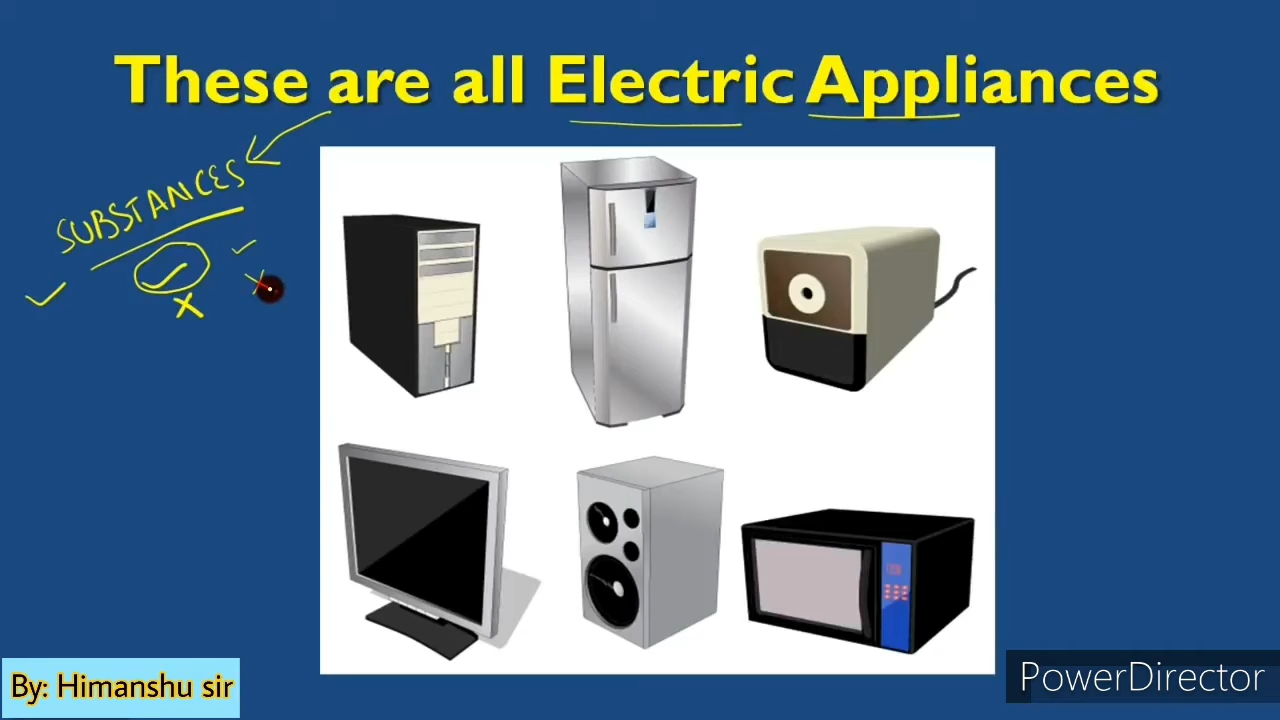 These are all Electric Appliances
SUBSTANCES
By: Himanshu sir
PowerDirector